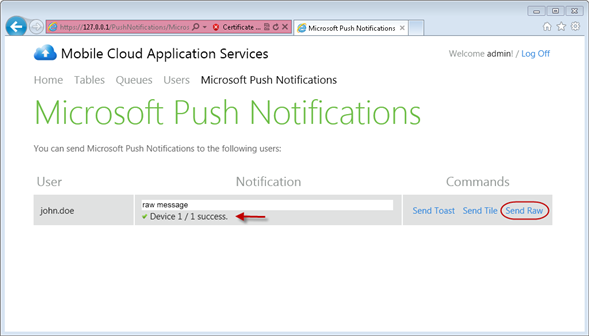 https://127.0.0.1/PushNotifications/Micros
Certificate ...
Microsoft Push Notifications
Mobile Cloud Application Services
Welcome admin! / Log Off
Home Tables Queues Users Microsoft Push Notifications
Microsoft Push Notifications
You can send Microsoft Push Notifications to the following users:
User Notification Commands
john.doe
raw message
Device 1 / 1 success.
Send Toast Send Tile Send Raw